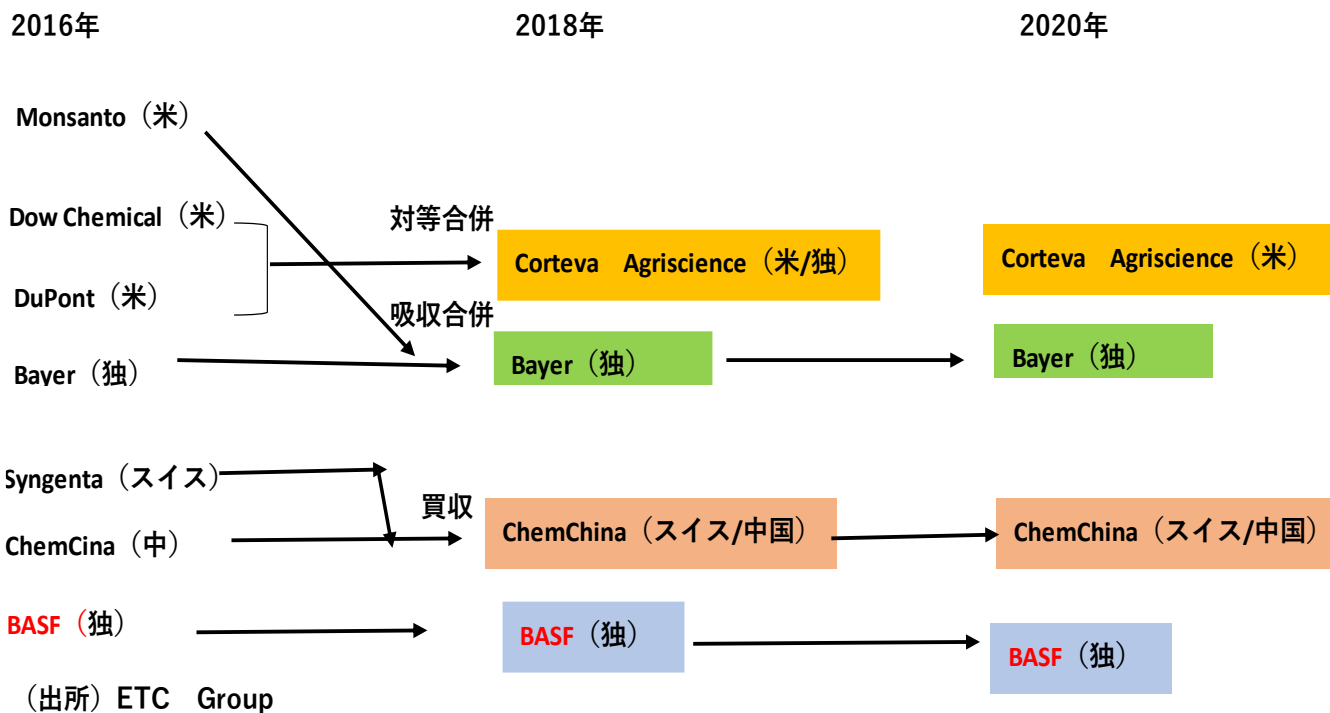 2016年 2018年 2020年
Monsanto（米）
Dow Chemical（米）
対等合併
Corteva　Agriscience（米/独）
Corteva　Agriscience（米）
DuPont（米）
吸収合併
Bayer（独）
Bayer（独）
Bayer（独）
Syngenta（スイス）
買収
ChemCina（中）
ChemChina（スイス/中国）
ChemChina（スイス/中国）
BASF（独）
BASF（独）
BASF（独）
（出所）ETC　Group